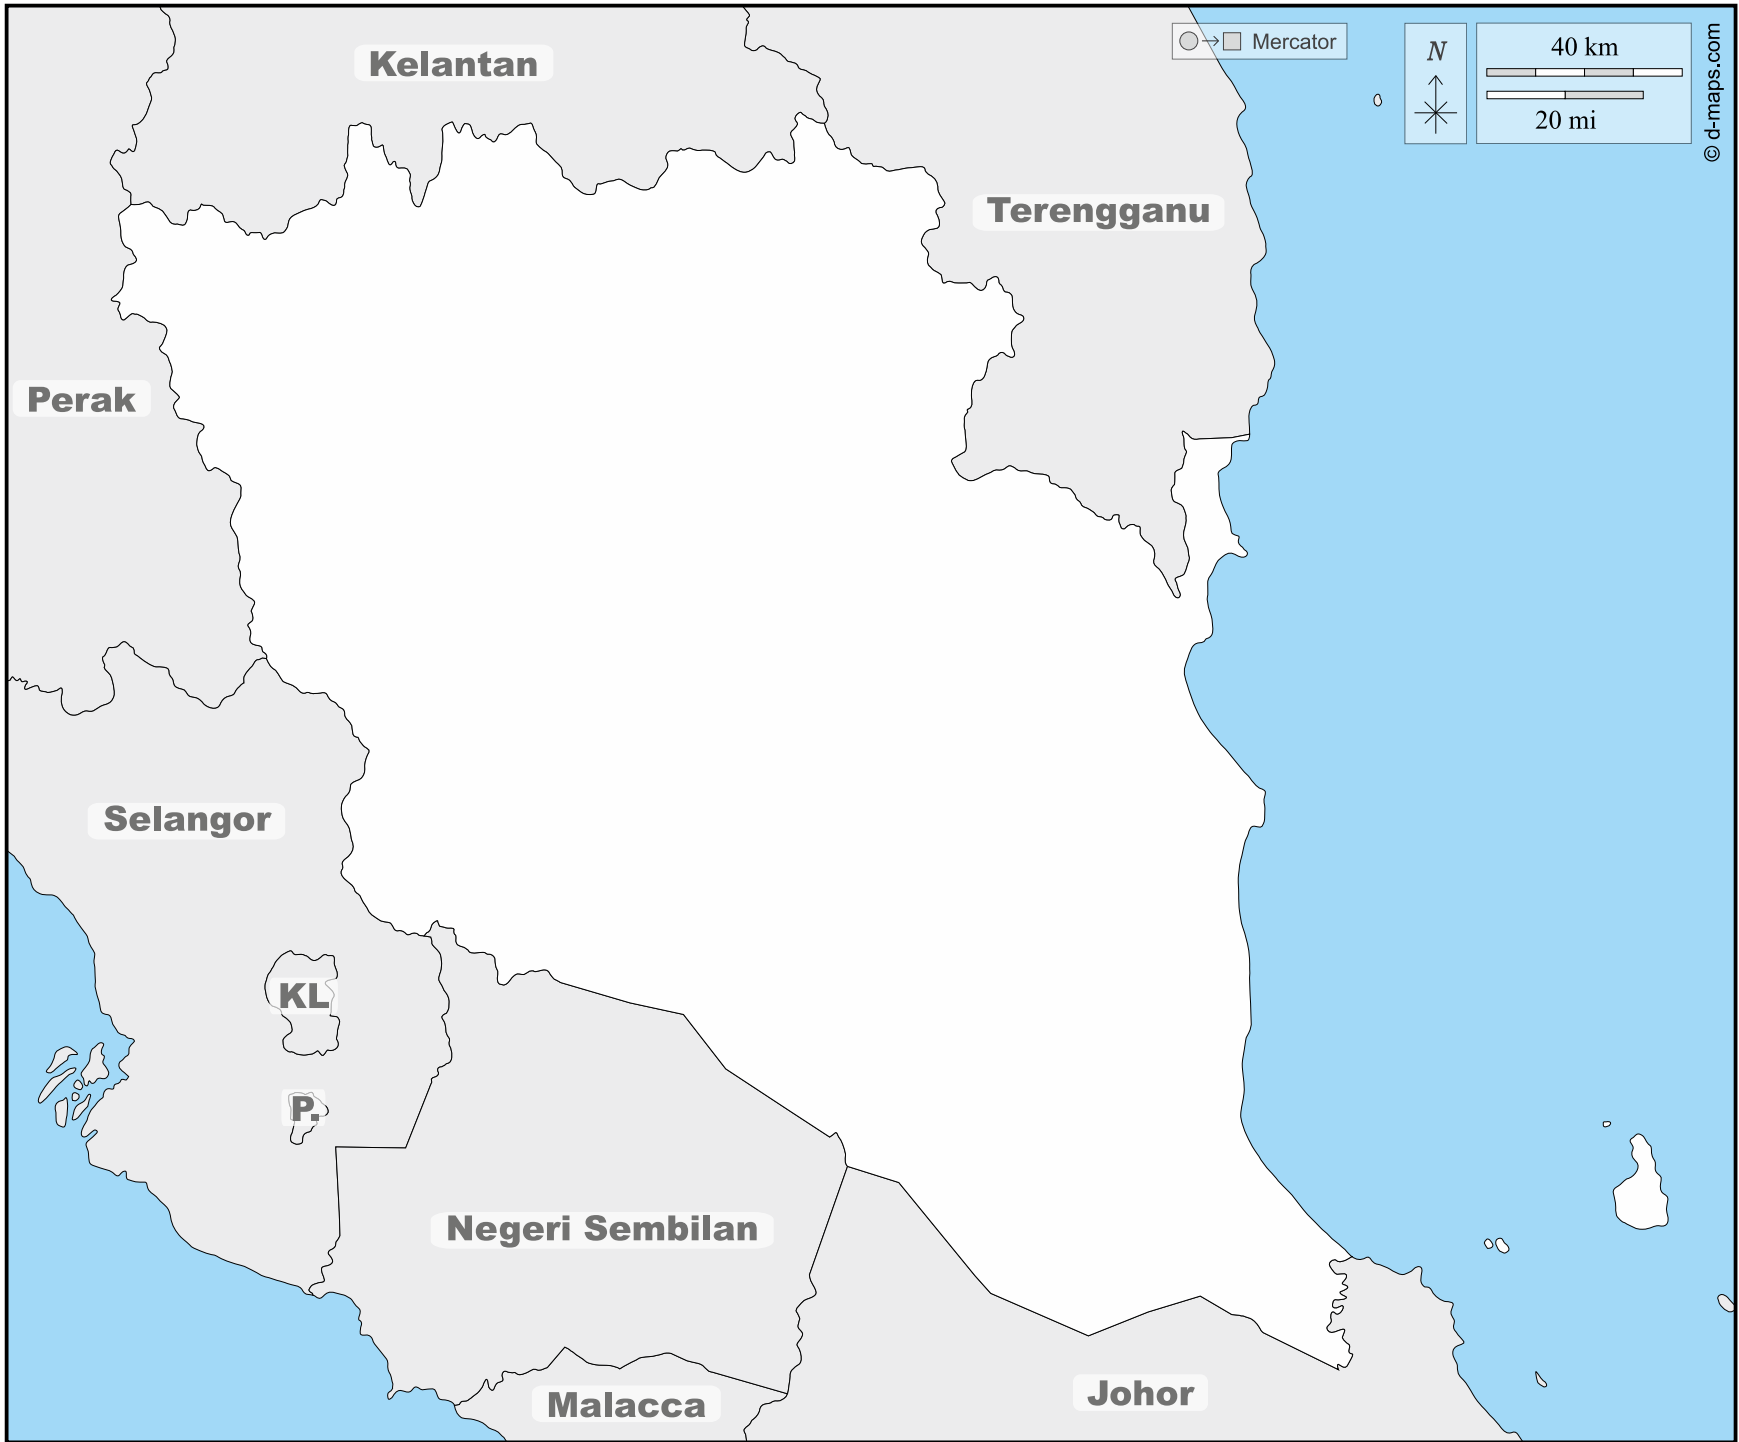 Kelantan
Mercator
N
40 km
20 mi
© d-maps.com
Terengganu
Perak
Selangor
KL
P.
Negeri Sembilan
Malacca
Johor